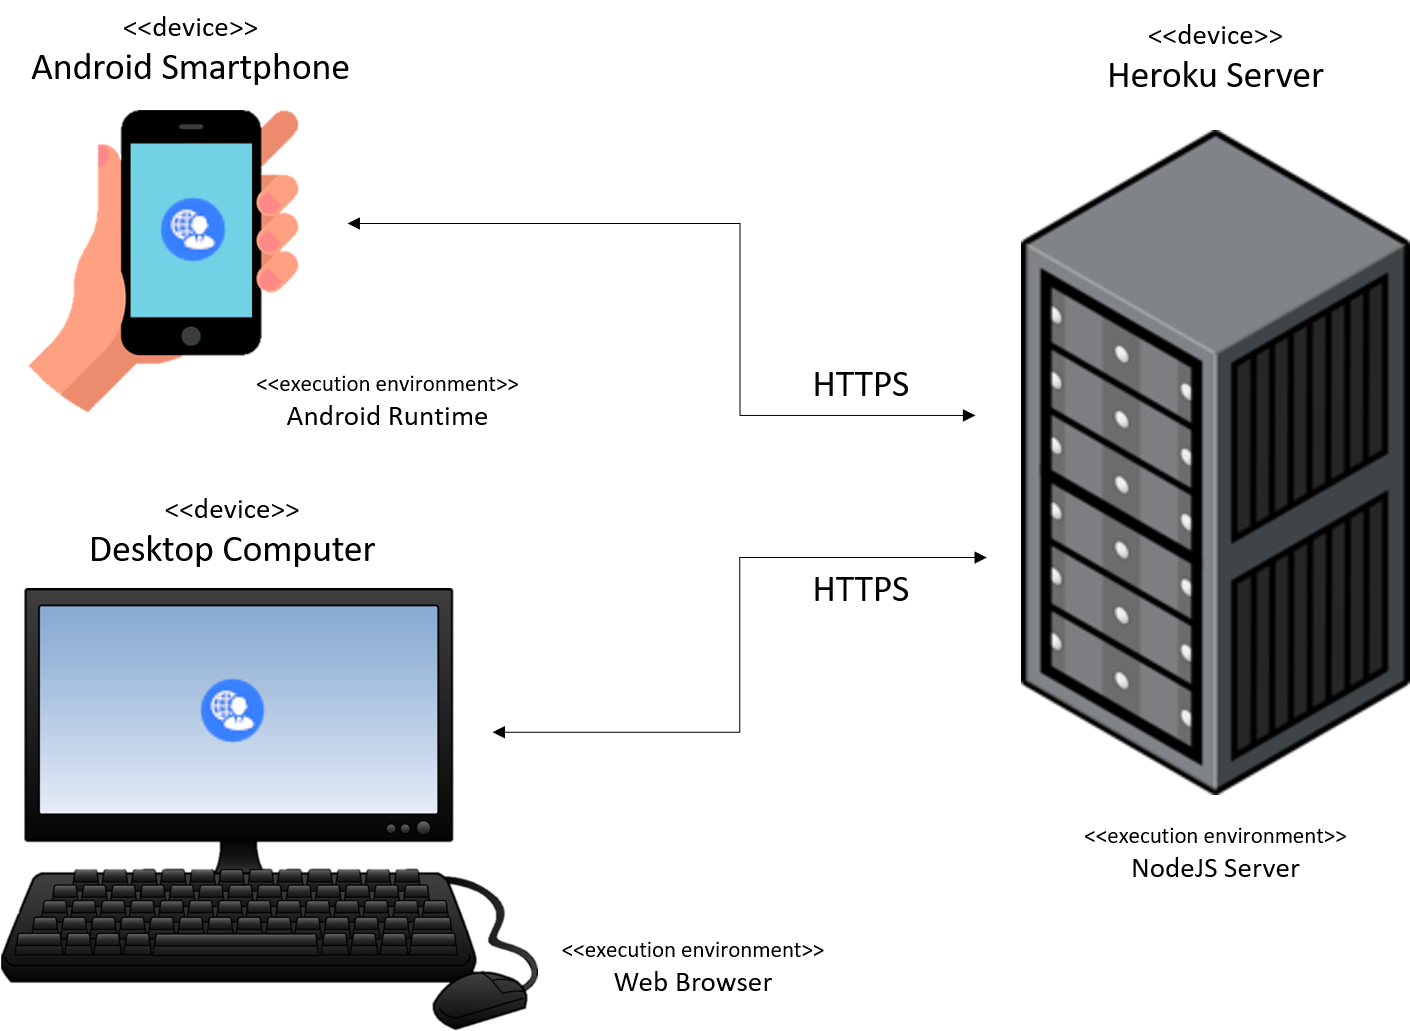 <<device>>
Android Smartphone
<<execution environment>>
Android Runtime
<<device>>
Heroku Server
HTTPS
HTTPS
<<device>>
Desktop Computer
<<execution environment>>
Web Browser
<<execution environment>>
NodeJS Server